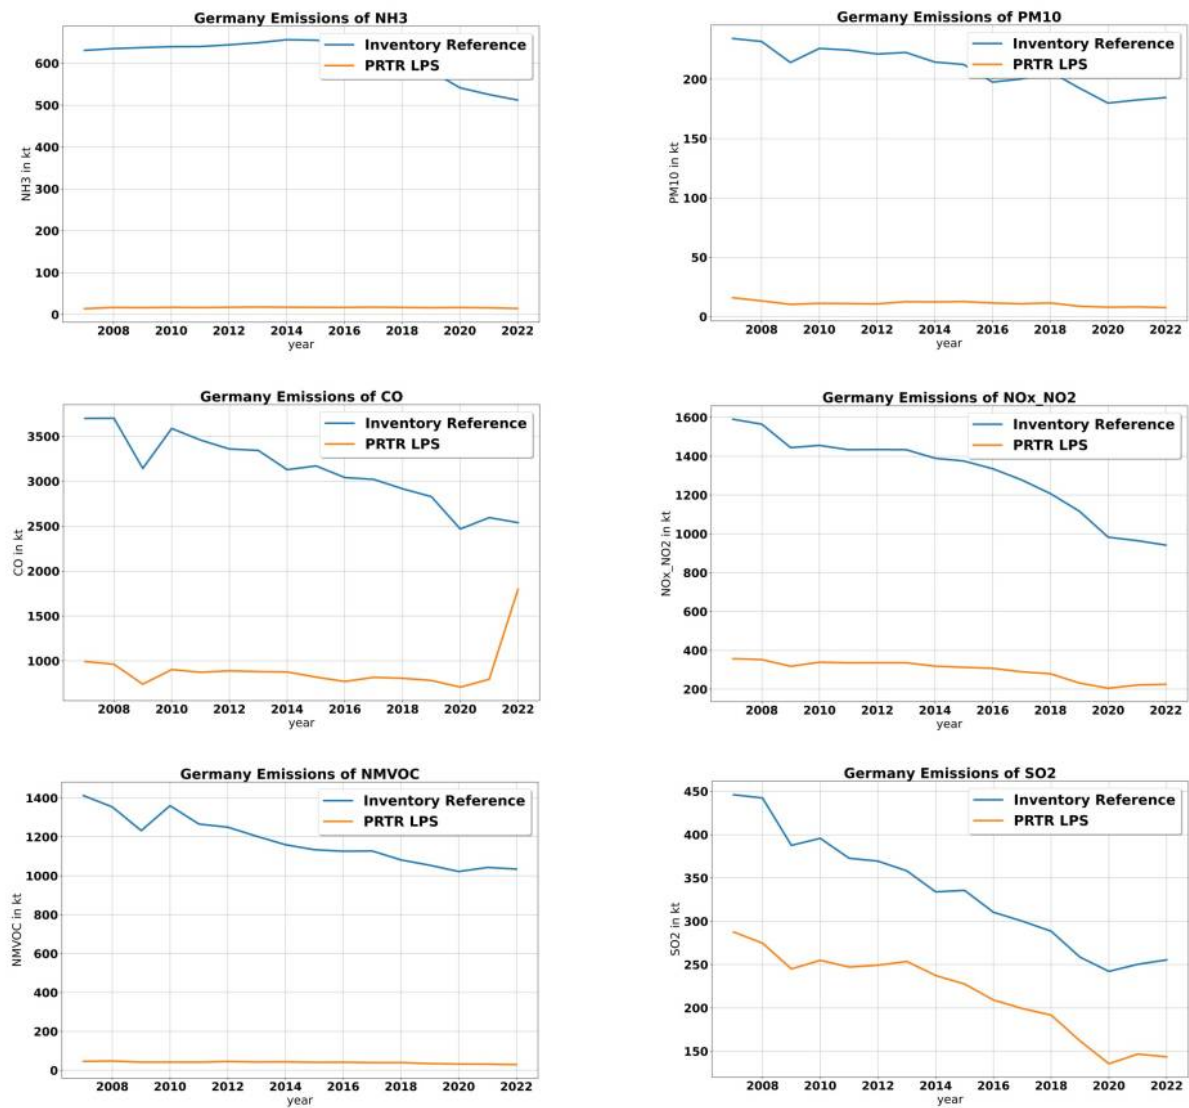 Germany Emissions of NH3
Inventory Reference
PRTR LPS
600
500
400
300
200
100
0
NH3 in kt
2008 2010 2012 2014 2016 2018 2020 2022
year
Germany Emissions of PM10
Inventory Reference
PRTR LPS
200
150
100
50
0
PM10 in kt
2008 2010 2012 2014 2016 2018 2020 2022
year
Germany Emissions of CO
Inventory Reference
PRTR LPS
3500
3000
2500
2000
1500
1000
CO in kt
2008 2010 2012 2014 2016 2018 2020 2022
year
Germany Emissions of NOx_NO2
Inventory Reference
PRTR LPS
1600
1400
1200
1000
800
600
400
200
NOx_NO2 in kt
2008 2010 2012 2014 2016 2018 2020 2022
year
Germany Emissions of NMVOC
Inventory Reference
PRTR LPS
1400
1200
1000
800
600
400
200
0
NMVOC in kt
2008 2010 2012 2014 2016 2018 2020 2022
year
Germany Emissions of SO2
Inventory Reference
PRTR LPS
450
400
350
300
250
200
150
SO2 in kt
2008 2010 2012 2014 2016 2018 2020 2022
year